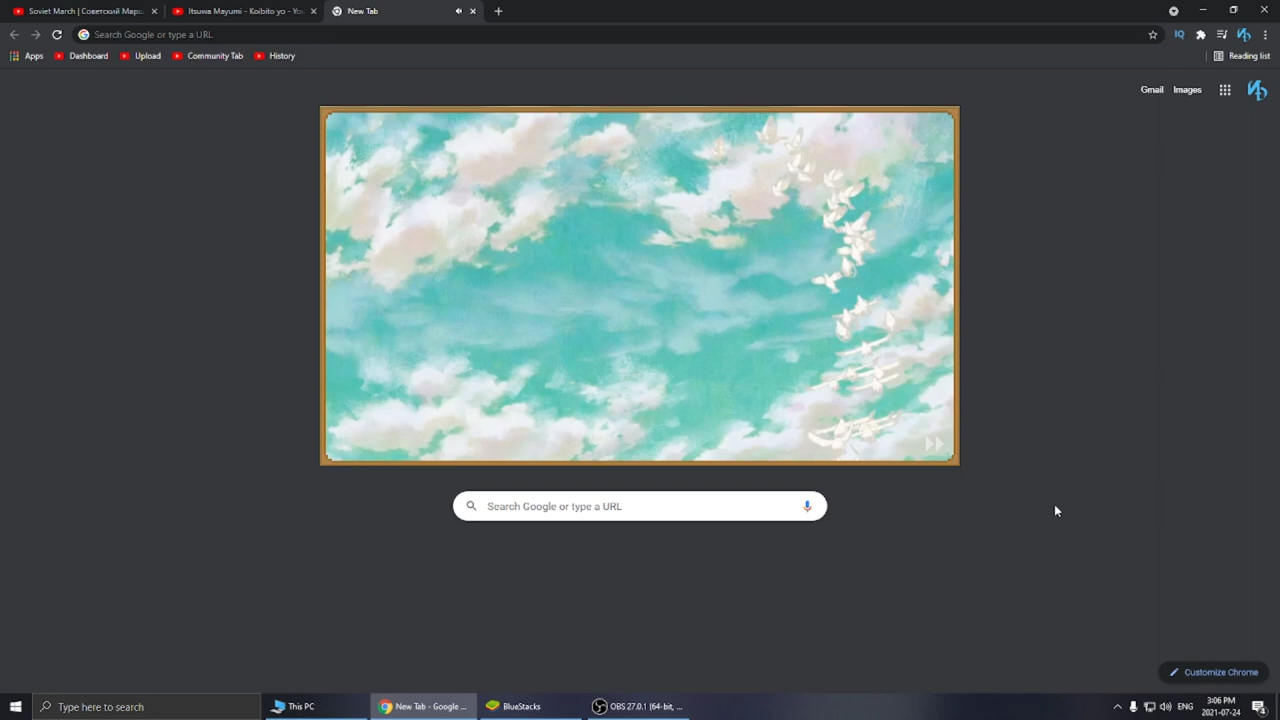 Soviet March | Советский Марш
Itsuwa Mayumi - Koibito yo - You
New Tab
Search Google or type a URL
Apps
Dashboard
Upload
Community Tab
History
Reading list
Gmail
Images
Search Google or type a URL
Customize Chrome
Type here to search
This PC
New Tab - Google ...
BlueStacks
OBS 27.0.1 (64-bit, ...
ENG
3:06 PM
2021-07-24